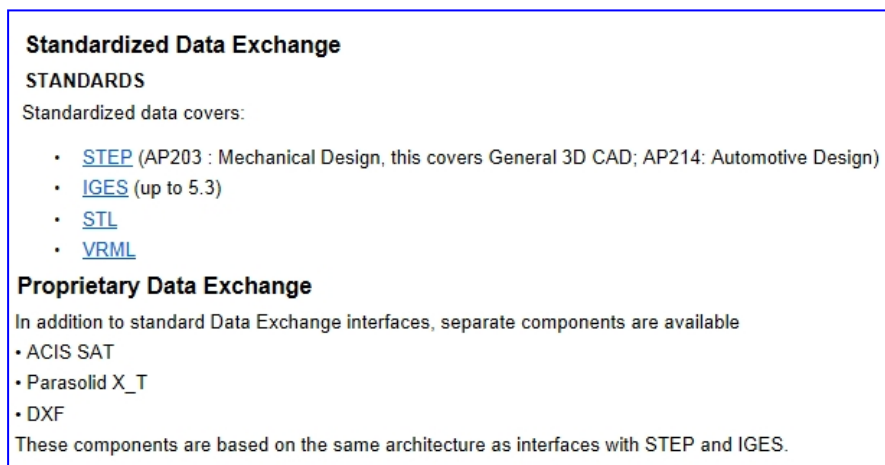 Standardized Data Exchange
STANDARDS
Standardized data covers:
• STEP (AP203 : Mechanical Design, this covers General 3D CAD; AP214: Automotive Design)
• IGES (up to 5.3)
• STL
• VRML
Proprietary Data Exchange
In addition to standard Data Exchange interfaces, separate components are available
• ACIS SAT
• Parasolid X_T
• DXF
These components are based on the same architecture as interfaces with STEP and IGES.